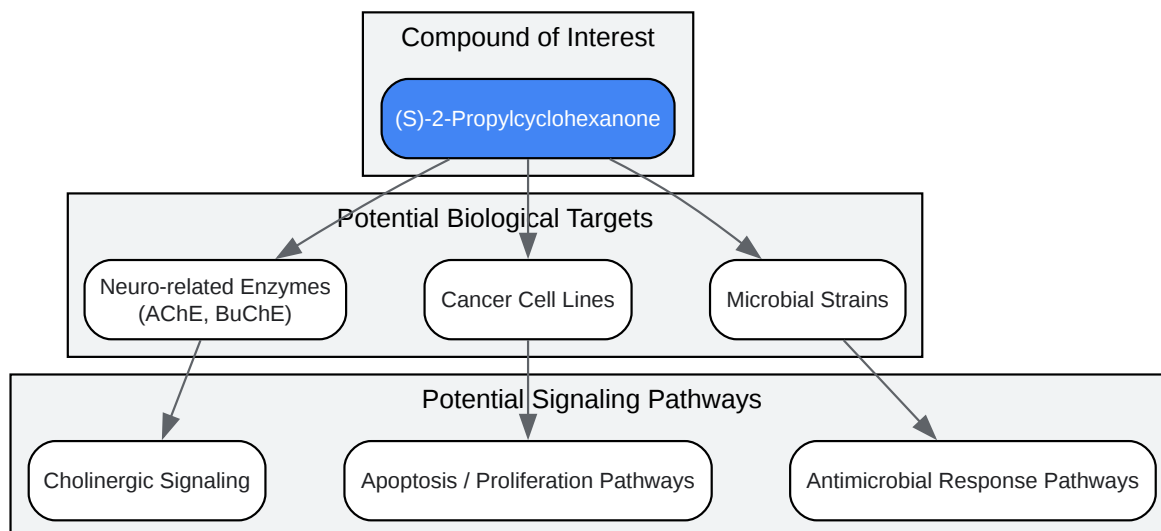 Compound of Interest
(S)-2-Propylcyclohexanone
Potential Biological Targets
Neuro-related Enzymes
(AChE, BuChE)
Cancer Cell Lines
Microbial Strains
Potential Signaling Pathways
Cholinergic Signaling
Apoptosis / Proliferation Pathways
Antimicrobial Response Pathways